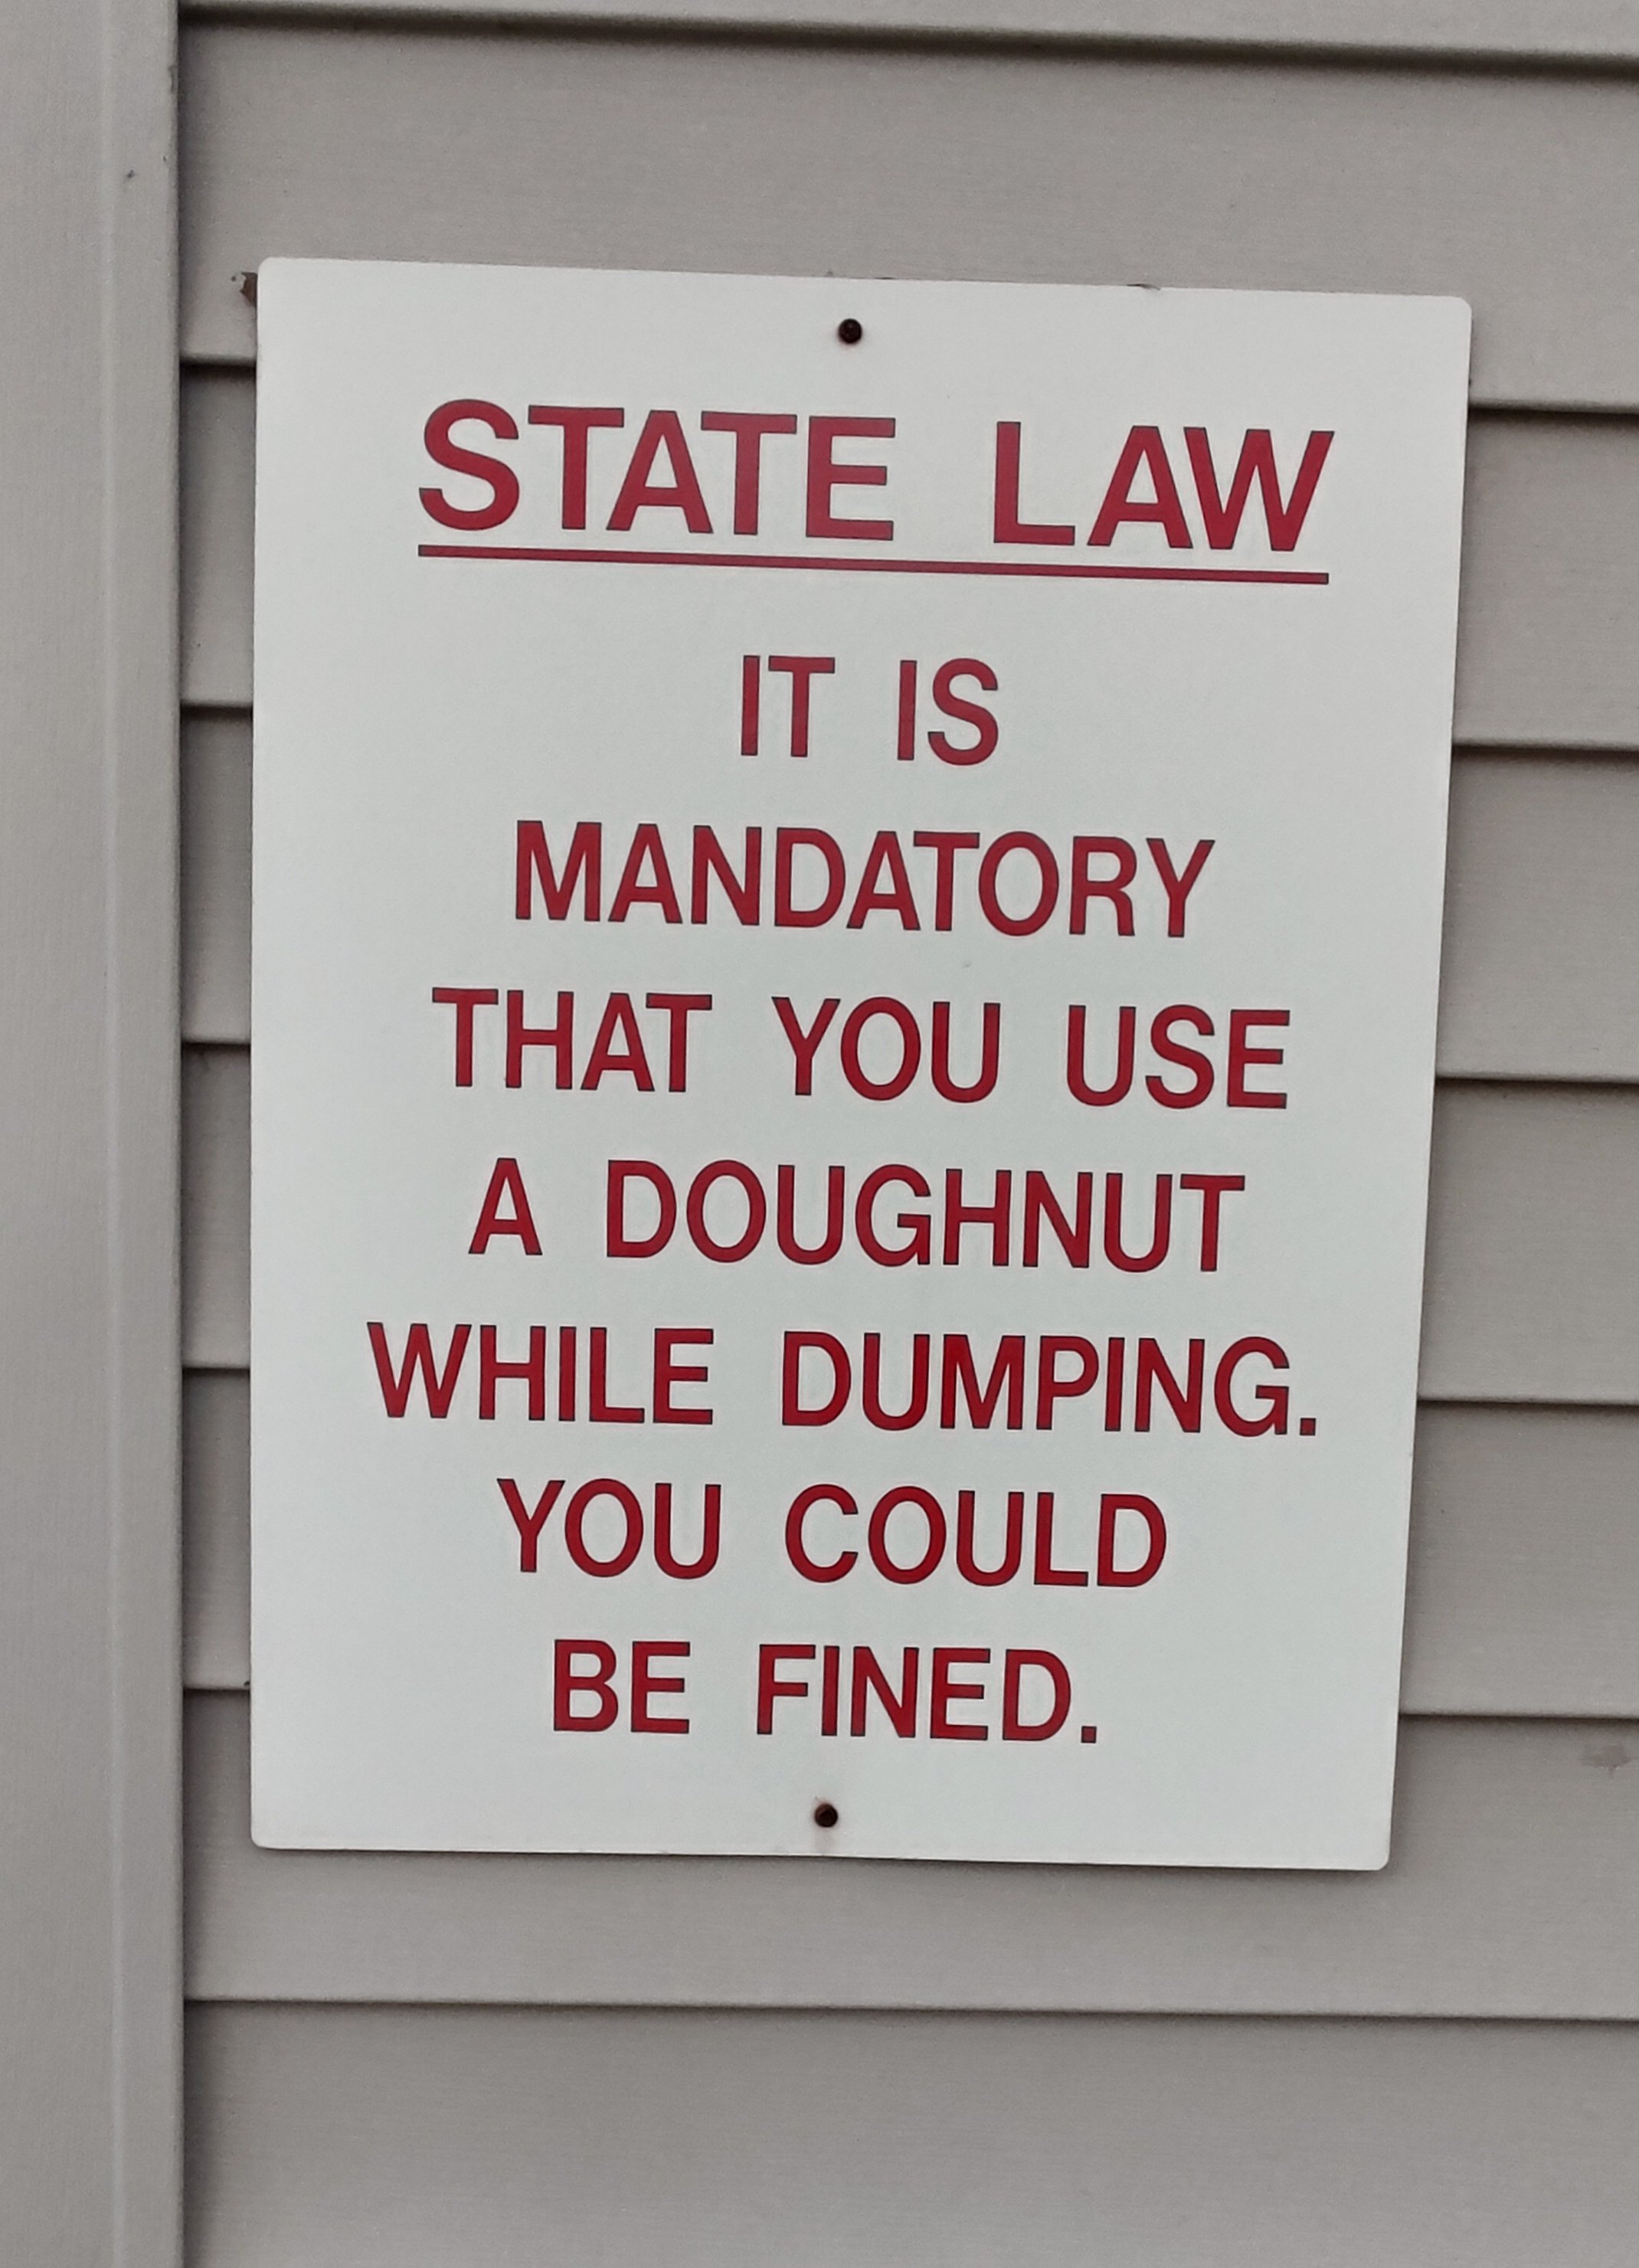 STATE LAW
IT IS
MANDATORY
THAT YOU USE
A DOUGHNUT
WHILE DUMPING.
YOU COULD
BE FINED.